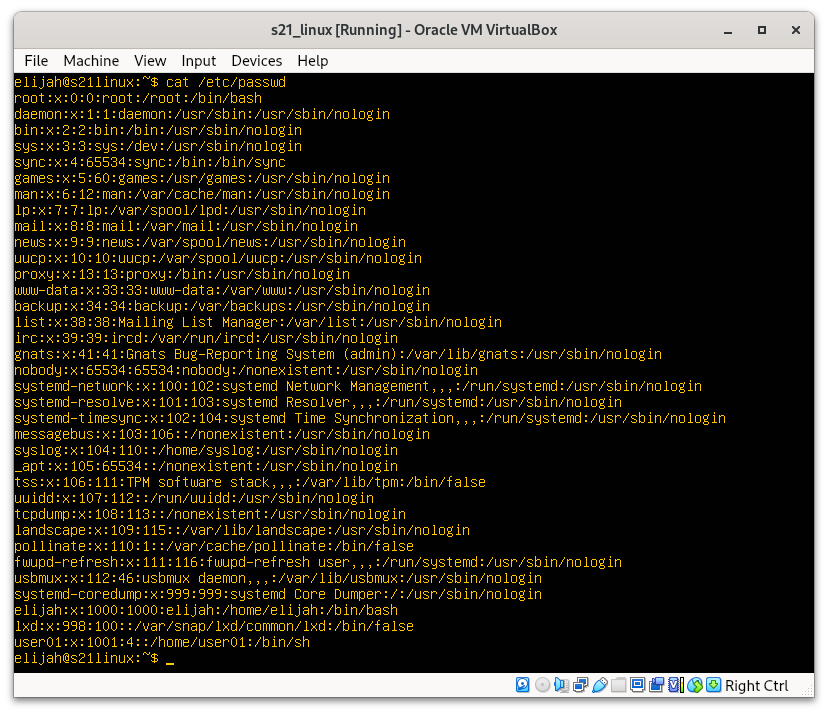 s21_linux [Running] - Oracle VM VirtualBox
File Machine View Input Devices Help
elijah@s21linux:~$ cat /etc/passwd
root:x:0:0:root:/root:/bin/bash
daemon:x:1:1:daemon:/usr/sbin:/usr/sbin/nologin
bin:x:2:2:bin:/bin:/usr/sbin/nologin
sys:x:3:3:sys:/dev:/usr/sbin/nologin
sync:x:4:65534:sync:/bin:/bin/sync
games:x:5:60:games:/usr/games:/usr/sbin/nologin
man:x:6:12:man:/var/cache/man:/usr/sbin/nologin
lp:x:7:7:lp:/var/spool/lpd:/usr/sbin/nologin
mail:x:8:8:mail:/var/mail:/usr/sbin/nologin
news:x:9:9:news:/var/spool/news:/usr/sbin/nologin
uucp:x:10:10:uucp:/var/spool/uucp:/usr/sbin/nologin
proxy:x:13:13:proxy:/bin:/usr/sbin/nologin
www-data:x:33:33:www-data:/var/www:/usr/sbin/nologin
backup:x:34:34:backup:/var/backups:/usr/sbin/nologin
list:x:38:38:Mailing List Manager:/var/list:/usr/sbin/nologin
irc:x:39:39:ircd:/var/run/ircd:/usr/sbin/nologin
gnats:x:41:41:Gnats Bug-Reporting System (admin):/var/lib/gnats:/usr/sbin/nologin
nobody:x:65534:65534:nobody:/nonexistent:/usr/sbin/nologin
systemd-network:x:100:102:systemd Network Management,,,:/run/systemd:/usr/sbin/nologin
systemd-resolve:x:101:103:systemd Resolver,,,:/run/systemd:/usr/sbin/nologin
systemd-timesync:x:102:104:systemd Time Synchronization,,,:/run/systemd:/usr/sbin/nologin
messagebus:x:103:106::/nonexistent:/usr/sbin/nologin
syslog:x:104:110::/home/syslog:/usr/sbin/nologin
_apt:x:105:65534::/nonexistent:/usr/sbin/nologin
tss:x:106:111:TPM software stack,,,:/var/lib/tpm:/bin/false
uuidd:x:107:112::/run/uuidd:/usr/sbin/nologin
tcpdump:x:108:113::/nonexistent:/usr/sbin/nologin
landscape:x:109:115::/var/lib/landscape:/usr/sbin/nologin
pollinate:x:110:1::/var/cache/pollinate:/bin/false
fwupd-refresh:x:111:116:fwupd-refresh user,,,:/run/systemd:/usr/sbin/nologin
usbmux:x:112:46:usbmux daemon,,,:/var/lib/usbmux:/usr/sbin/nologin
systemd-coredump:x:999:999:systemd Core Dumper:/:/usr/sbin/nologin
elijah:x:1000:1000:elijah:/home/elijah:/bin/bash
lxd:x:998:100::/var/snap/lxd/common/lxd:/bin/false
user01:x:1001:4::/home/user01:/bin/sh
elijah@s21linux:~$ _
Right Ctrl